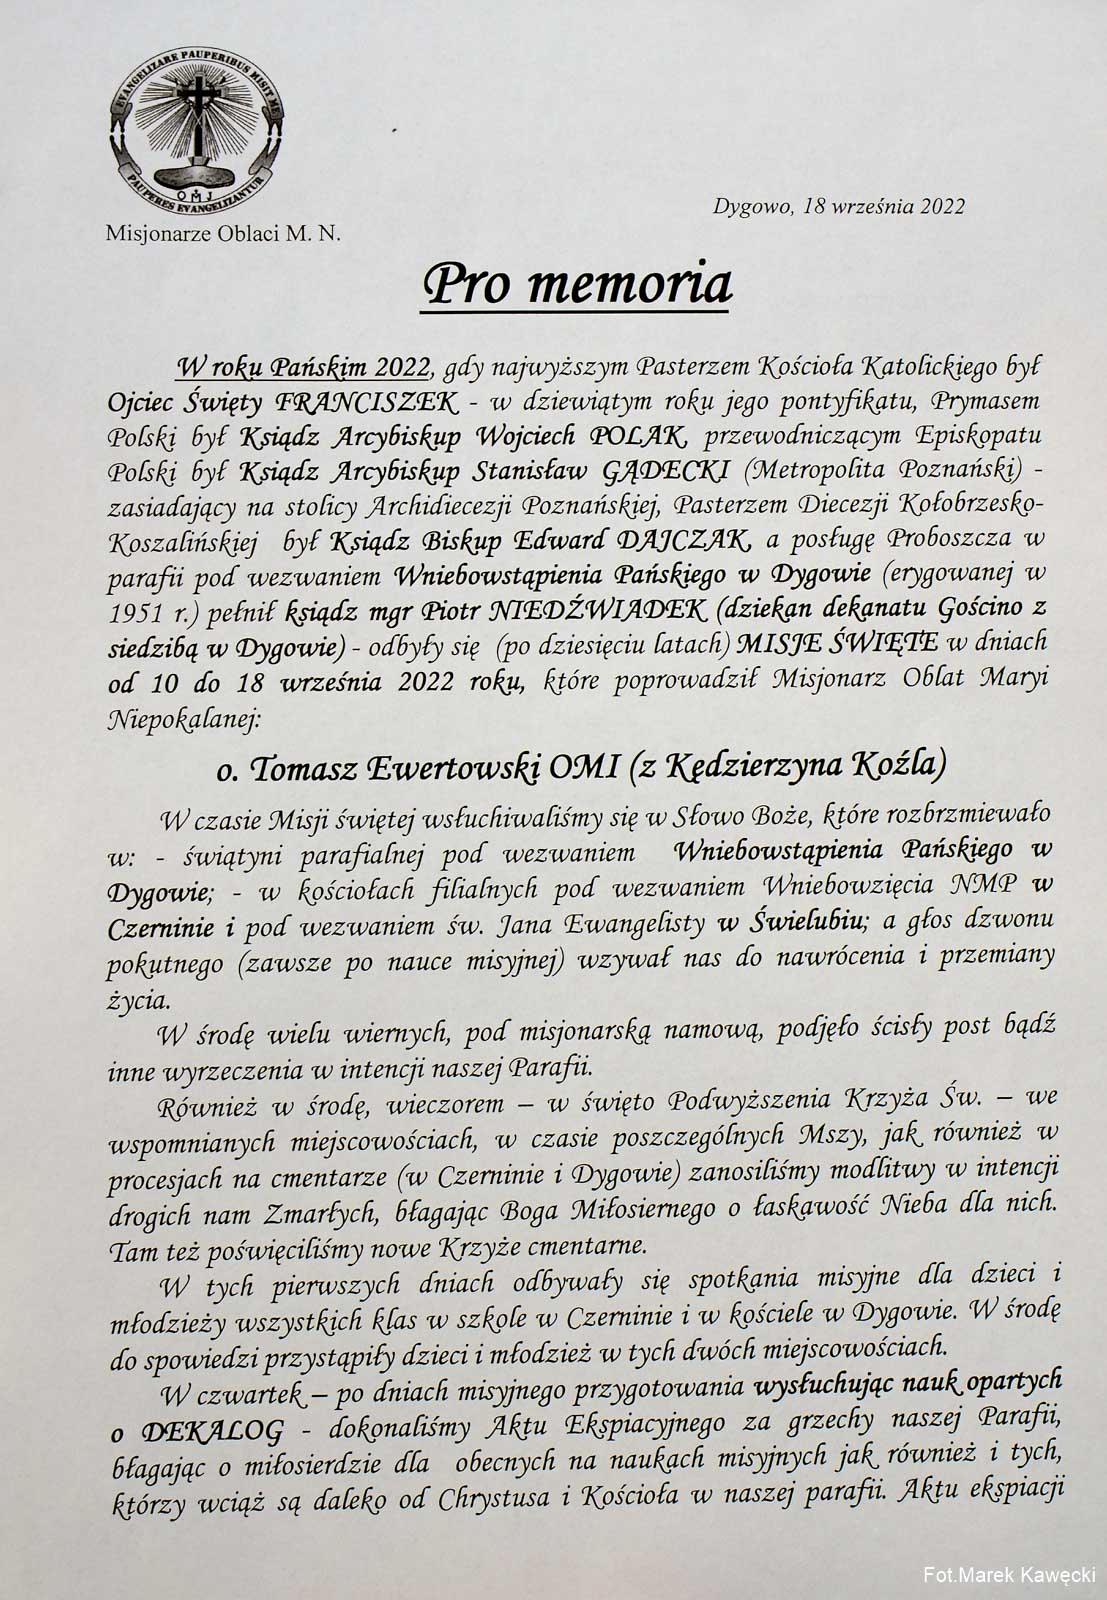 EVANGELIZARE PAUPERIBUS MISIT ME
PAUPERES EVANGELIZANTUR
OMJ
Misjonarze Oblaci M. N.
Dygowo, 18 września 2022
Pro memoria
W roku Pańskim 2022, gdy najwyższym Pasterzem Kościoła Katolickiego był
Ojciec Święty FRANCISZEK - w dziewiątym roku jego pontyfikatu, Prymasem
Polski był Ksiądz Arcybiskup Wojciech POLAK, przewodniczącym Episkopatu
Polski był Ksiądz Arcybiskup Stanisław GĄDECKI (Metropolita Poznański) -
zasiadający na stolicy Archidiecezji Poznańskiej, Pasterzem Diecezji Kołobrzesko-
Koszalińskiej był Ksiądz Biskup Edward DAJCZAK, a posługę Proboszcza w
parafii pod wezwaniem Wniebowstąpienia Pańskiego w Dygowie (erygowanej w
1951 r.) pełnił ksiądz mgr Piotr NIEDŹWIADEK (dziekan dekanatu Gościno z
siedzibą w Dygowie) - odbyły się (po dziesięciu latach) MISJE ŚWIĘTE w dniach
od 10 do 18 września 2022 roku, które poprowadził Misjonarz Oblat Maryi
Niepokalanej:
o. Tomasz Ewertowski OMI (z Kędzierzyna Koźla)
W czasie Misji świętej wsłuchiwaliśmy się w Słowo Boże, które rozbrzmiewało
w: - świątyni parafialnej pod wezwaniem Wniebowstąpienia Pańskiego w
Dygowie; - w kościołach filialnych pod wezwaniem Wniebowzięcia NMP w
Czerninie i pod wezwaniem św. Jana Ewangelisty w Świelubiu; a głos dzwonu
pokutnego (zawsze po nauce misyjnej) wzywał nas do nawrócenia i przemiany
życia.
W środę wielu wiernych, pod misjonarską namową, podjęło ścisły post bądź
inne wyrzeczenia w intencji naszej Parafii.
Również w środę, wieczorem – w święto Podwyższenia Krzyża Św. – we
wspomnianych miejscowościach, w czasie poszczególnych Mszy, jak również w
procesjach na cmentarze (w Czerninie i Dygowie) zanosiliśmy modlitwy w intencji
drogich nam Zmarłych, błagając Boga Miłosiernego o łaskawość Nieba dla nich.
Tam też poświęciliśmy nowe Krzyże cmentarne.
W tych pierwszych dniach odbywały się spotkania misyjne dla dzieci i
młodzieży wszystkich klas w szkole w Czerninie i w kościele w Dygowie. W środę
do spowiedzi przystąpiły dzieci i młodzież w tych dwóch miejscowościach.
W czwartek – po dniach misyjnego przygotowania wysłuchując nauk opartych
o DEKALOG - dokonaliśmy Aktu Ekspiacyjnego za grzechy naszej Parafii,
błagając o miłosierdzie dla obecnych na naukach misyjnych jak również i tych,
którzy wciąż są daleko od Chrystusa i Kościoła w naszej parafii. Aktu ekspiacji
Fot.Marek Kawęcki